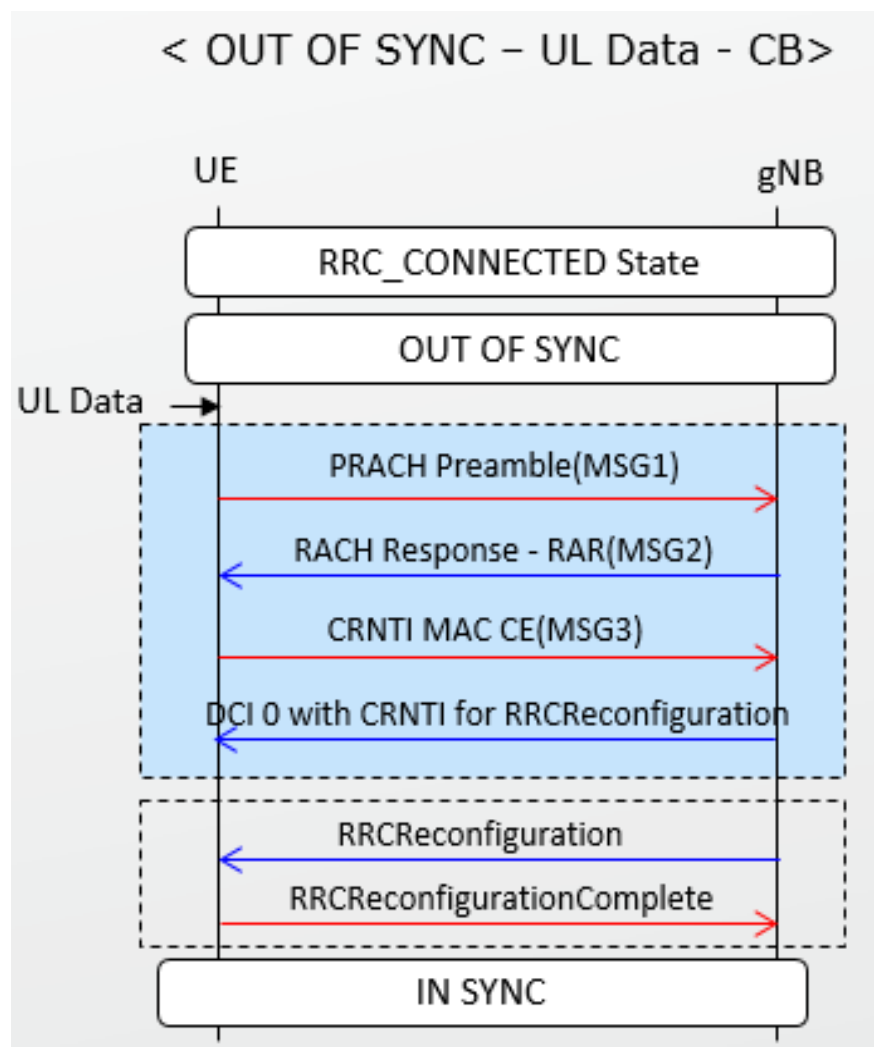 < OUT OF SYNC – UL Data - CB>
UE
gNB
RRC_CONNECTED State
OUT OF SYNC
UL Data
PRACH Preamble(MSG1)
RACH Response - RAR(MSG2)
CRNTI MAC CE(MSG3)
DCI 0 with CRNTI for RRCReconfiguration
RRCReconfiguration
RRCReconfigurationComplete
IN SYNC